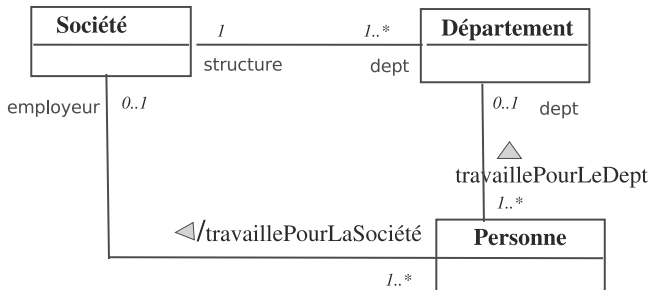 Société
1
1..*
Département
structure
dept
employeur
0..1
0..1
dept
travaillePourLeDept
1..*
/travaillePourLaSociété
Personne
1..*